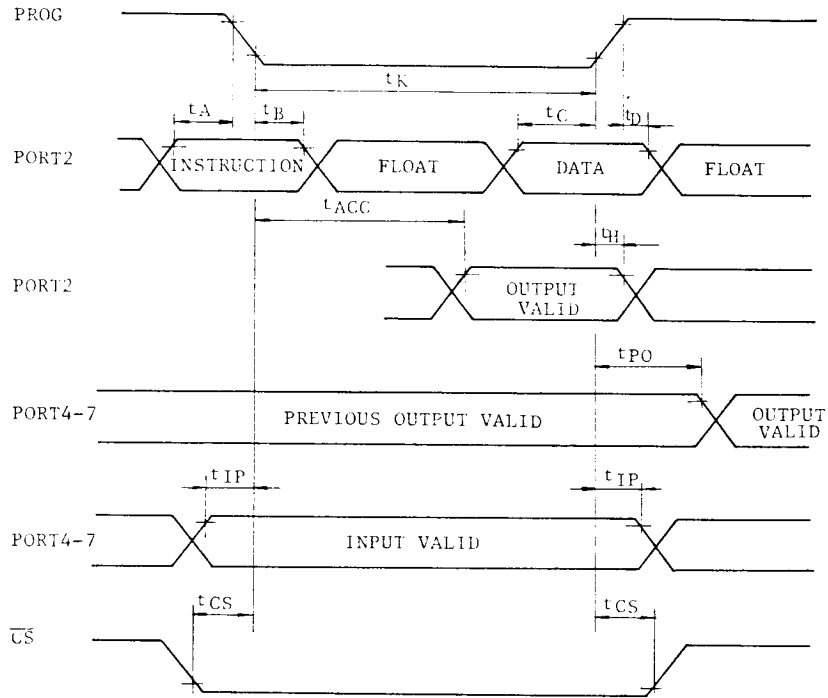 PROG
tK
tA tB tC tD
PORT2 INSTRUCTION FLOAT DATA FLOAT
tACC
tH
PORT2 OUTPUT VALID
tPO
PORT4-7 PREVIOUS OUTPUT VALID OUTPUT VALID
tIP tIP
PORT4-7 INPUT VALID
tCS tCS
CS